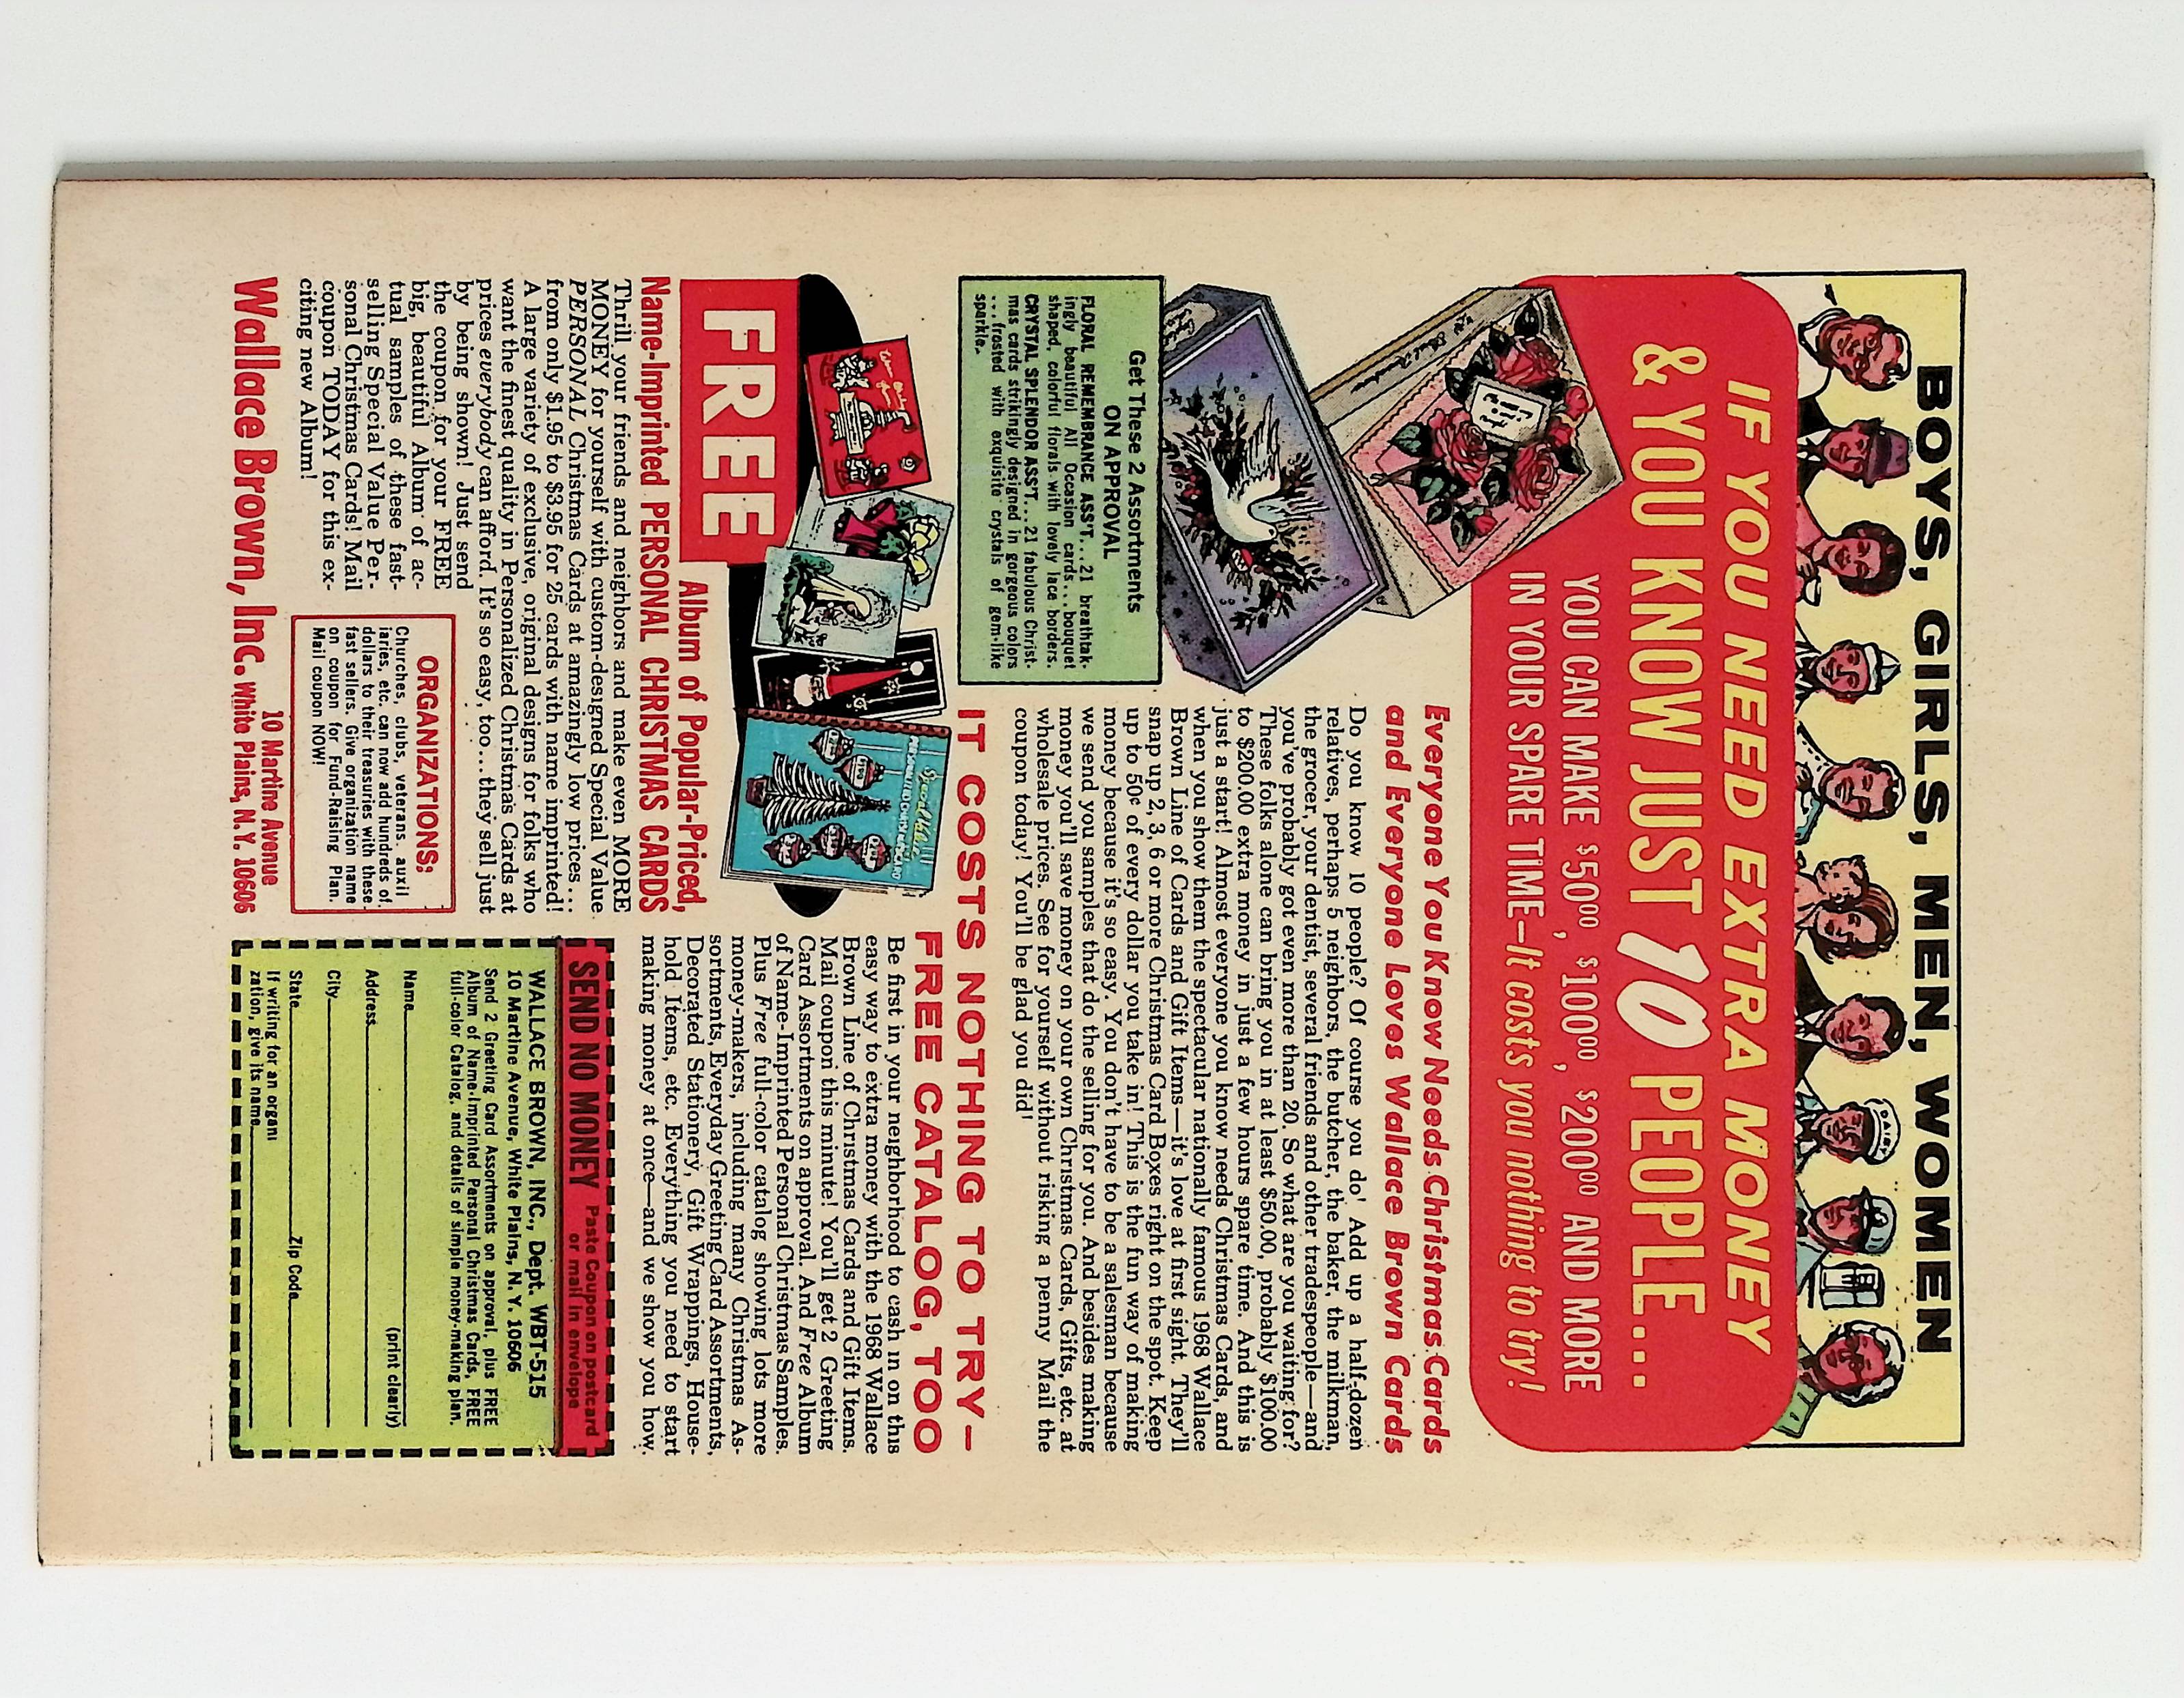 BOYS, GIRLS, MEN, WOMEN
DAIRY
IF YOU NEED EXTRA MONEY
& YOU KNOW JUST 10 PEOPLE...
YOU CAN MAKE $50⁰⁰, $100⁰⁰, $200⁰⁰ AND MORE
IN YOUR SPARE TIME—It costs you nothing to try!
Get These 2 Assortments
ON APPROVAL
FLORAL REMEMBRANCE ASS'T...21 breathtak-
ingly beautiful All Occasion cards...bouquet
shaped, colorful florals with lovely lace borders.
CRYSTAL SPLENDOR ASS'T...21 fabulous Christ-
mas cards strikingly designed in gorgeous colors
...frosted with exquisite crystals of gem-like
sparkle.
Everyone You Know Needs Christmas Cards
and Everyone Loves Wallace Brown Cards
Do you know 10 people? Of course you do! Add up a half-dozen
relatives, perhaps 5 neighbors, the butcher, the baker, the milkman,
the grocer, your dentist, several friends and other tradespeople—and
you've probably got even more than 20. So what are you waiting for?
These folks alone can bring you in at least $50.00, probably $100.00
to $200.00 extra money in just a few hours spare time. And this is
just a start! Almost everyone you know needs Christmas Cards, and
when you show them the spectacular nationally famous 1968 Wallace
Brown Line of Cards and Gift Items—it's love at first sight. They'll
snap up 2, 3, 6 or more Christmas Card Boxes right on the spot. Keep
up to 50¢ of every dollar you take in! This is the fun way of making
money because it's so easy. You don't have to be a salesman because
we send you samples that do the selling for you. And besides making
money you'll save money on your own Christmas Cards, Gifts, etc. at
wholesale prices. See for yourself without risking a penny Mail the
coupon today! You'll be glad you did!
FREE
Album of Popular-Priced,
Name-Imprinted PERSONAL CHRISTMAS CARDS
Thrill your friends and neighbors and make even MORE
MONEY for yourself with custom-designed Special Value
PERSONAL Christmas Cards at amazingly low prices...
from only $1.95 to $3.95 for 25 cards with name imprinted!
A large variety of exclusive, original designs for folks who
want the finest quality in Personalized Christmas Cards at
prices everybody can afford. It's so easy, too...they sell just
by being shown! Just send
the coupon for your FREE
big, beautiful Album of ac-
tual samples of these fast-
selling Special Value Per-
sonal Christmas Cards! Mail
coupon TODAY for this ex-
citing new Album!
ORGANIZATIONS:
Churches, clubs, veterans. auxil
iaries, etc. can now add hundreds of
dollars to their treasuries with these
fast sellers. Give organization name
on coupon for Fund-Raising Plan.
Mail coupon NOW!
Wallace Brown, Inc. 10 Martine Avenue
White Plains, N.Y. 10606
IT COSTS NOTHING TO TRY—
FREE CATALOG, TOO
Be first in your neighborhood to cash in on this
easy way to extra money with the 1968 Wallace
Brown Line of Christmas Cards and Gift Items.
Mail coupon this minute! You'll get 2 Greeting
Card Assortments on approval. And Free Album
of Name-Imprinted Personal Christmas Samples.
Plus Free full-color catalog showing lots more
money-makers, including many Christmas As-
sortments, Everyday Greeting Card Assortments,
Decorated Stationery, Gift Wrappings, House-
hold Items, etc. Everything you need to start
making money at once—and we show you how.
SEND NO MONEY Paste Coupon on postcard
or mail in envelope
WALLACE BROWN, INC., Dept. WBT-515
10 Martine Avenue, White Plains, N. Y. 10606
Send 2 Greeting Card Assortments on approval, plus FREE
Album of Name-Imprinted Personal Christmas Cards, FREE
full-color Catalog, and details of simple money-making plan.
Name
(print clearly)
Address
City
State Zip Code
If writing for an organi
zation, give its name